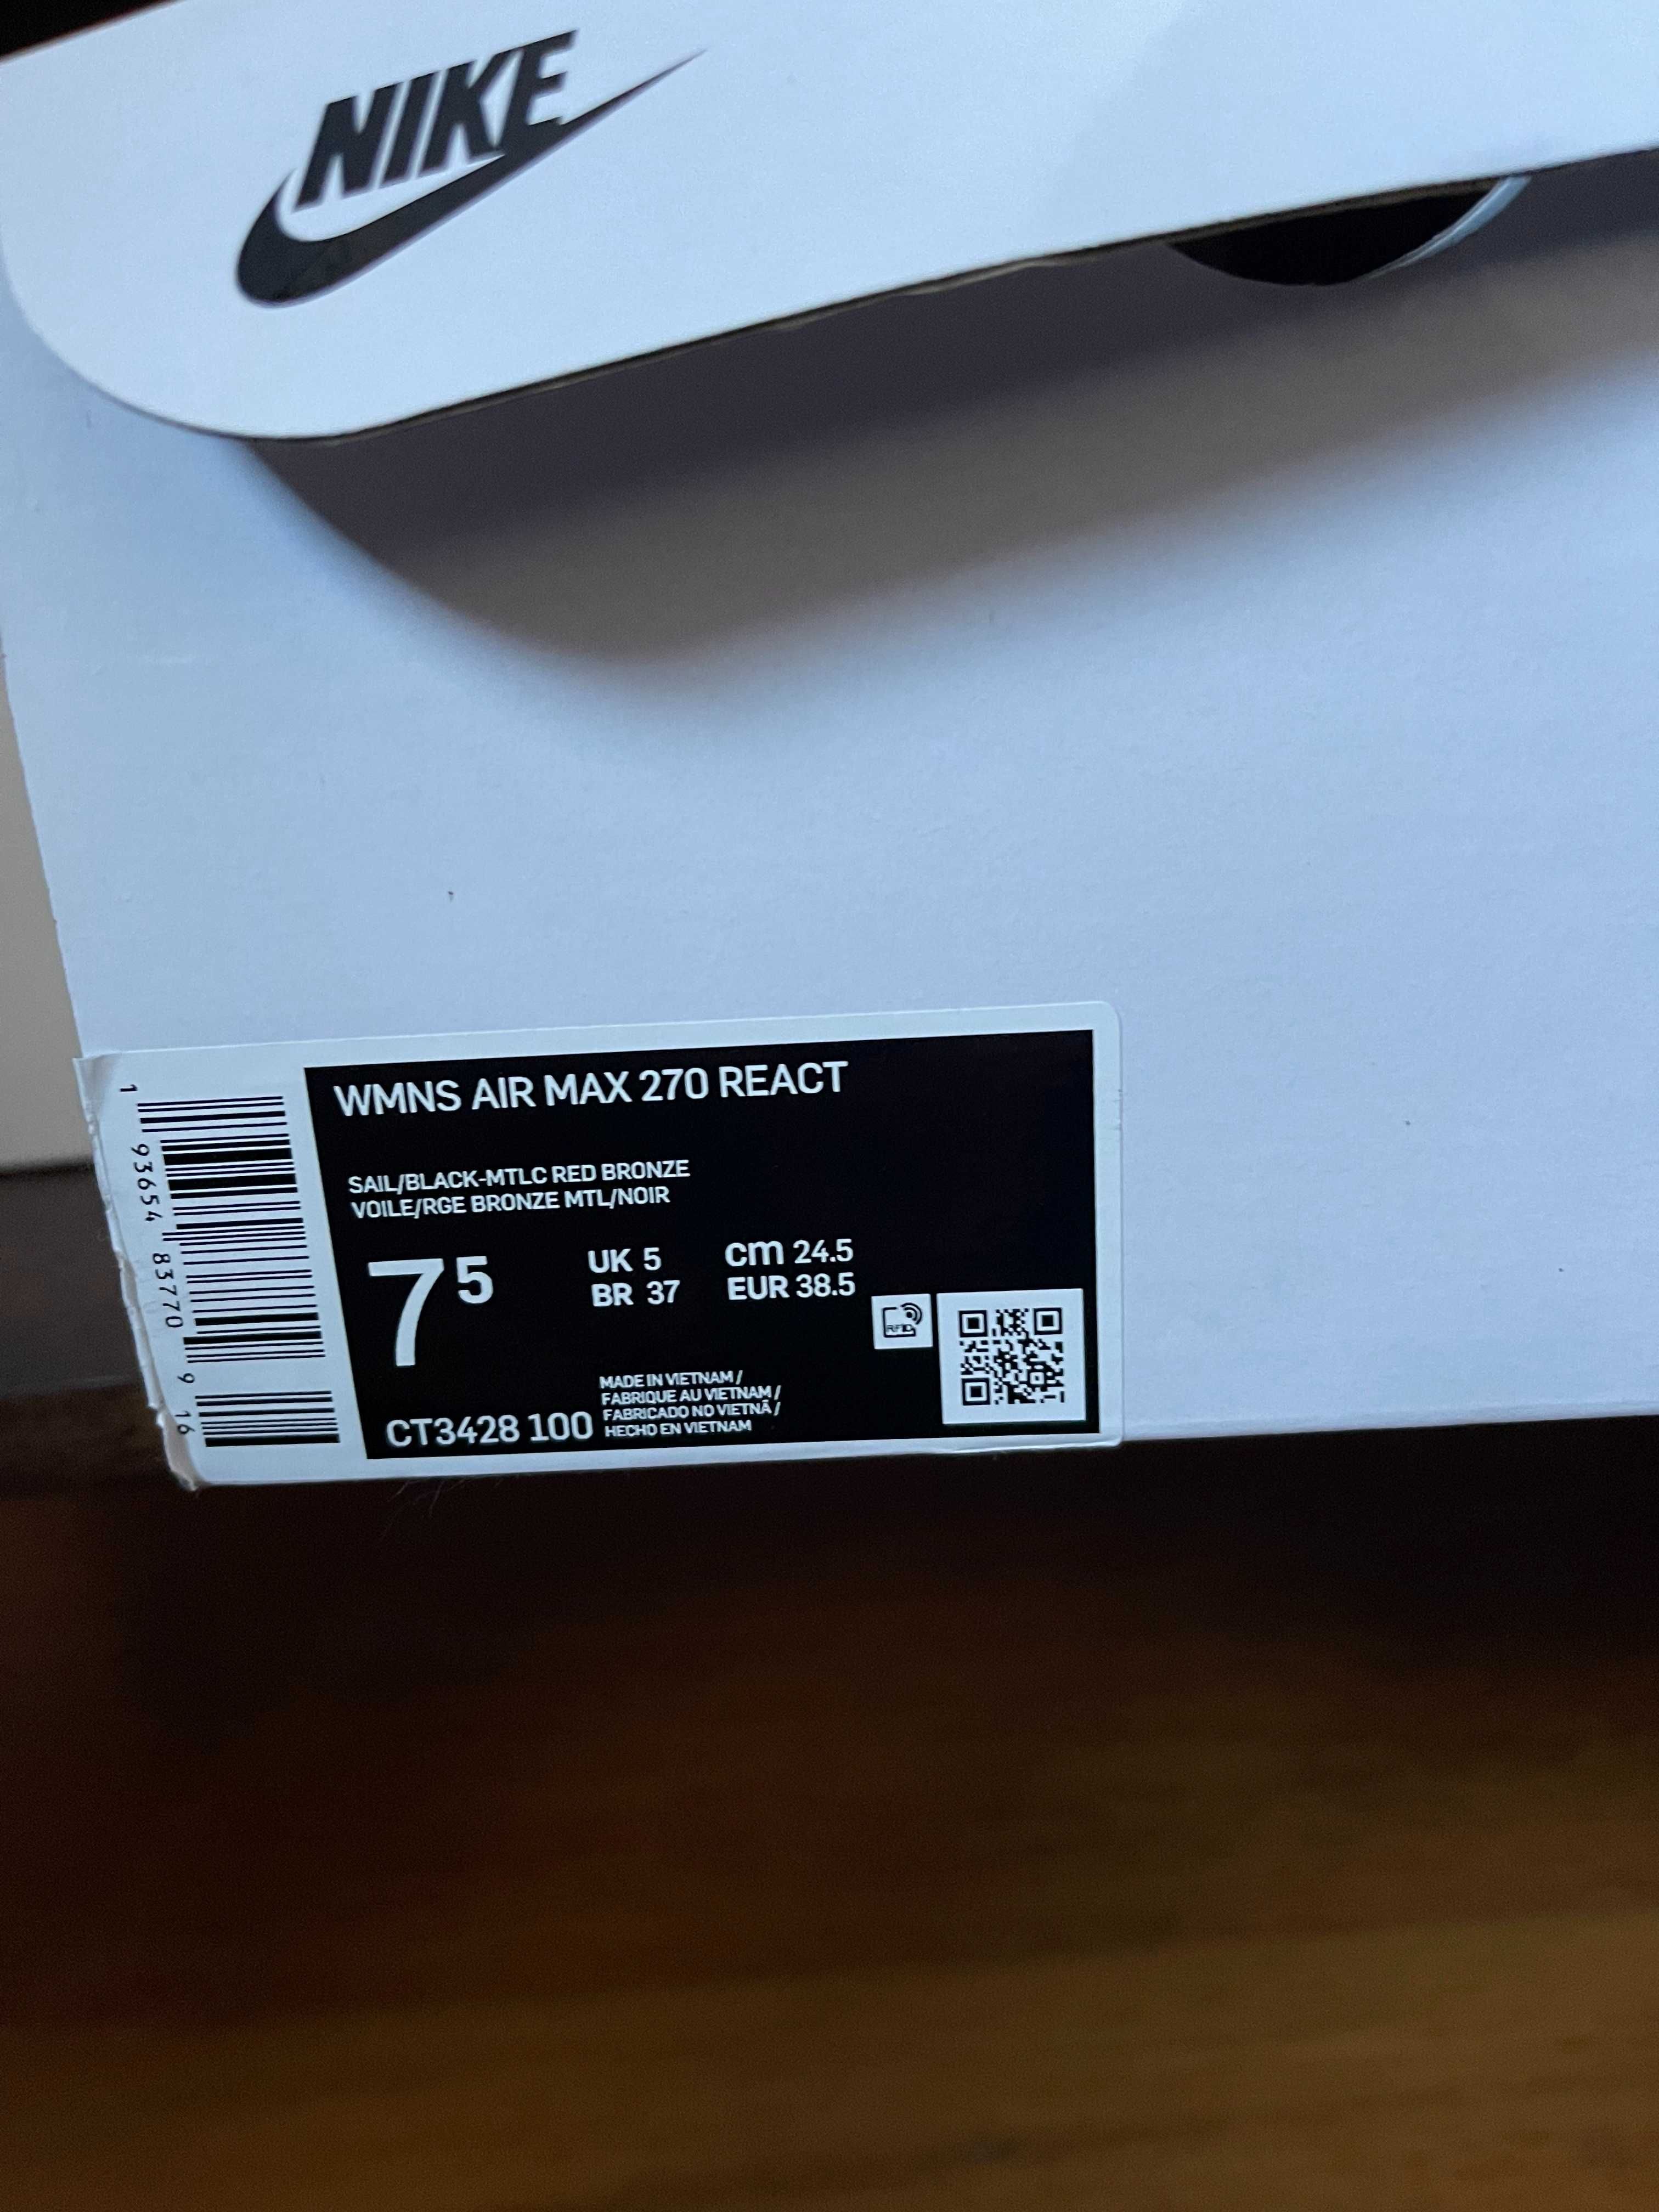 NIKE
WMNS AIR MAX 270 REACT
SAIL/BLACK-MTLC RED BRONZE
VOILE/RGE BRONZE MTL/NOIR
7 5
UK 5
BR 37
cm 24.5
EUR 38.5
RFID
MADE IN VIETNAM /
FABRIQUE AU VIETNAM /
FABRICADO NO VIETNÃ /
HECHO EN VIETNAM
CT3428 100
1 93654 83770 9 16